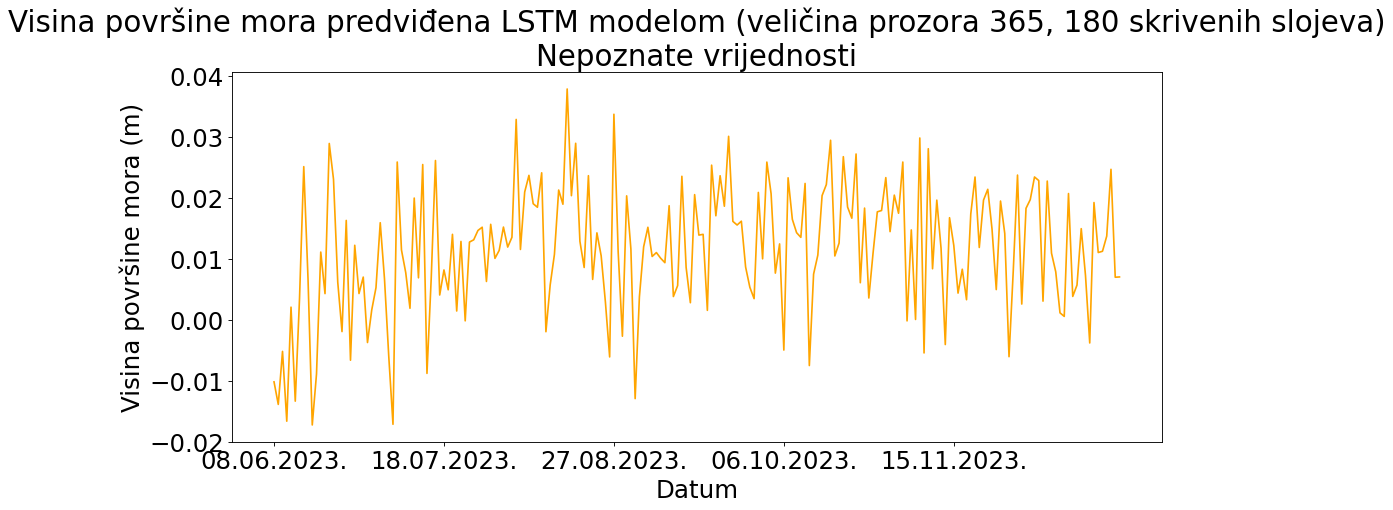 Visina površine mora predviđena LSTM modelom (veličina prozora 365, 180 skrivenih slojeva)
Nepoznate vrijednosti
Visina površine mora (m)
0.04
0.03
0.02
0.01
0.00
−0.01
−0.02
08.06.2023. 18.07.2023. 27.08.2023. 06.10.2023. 15.11.2023.
Datum